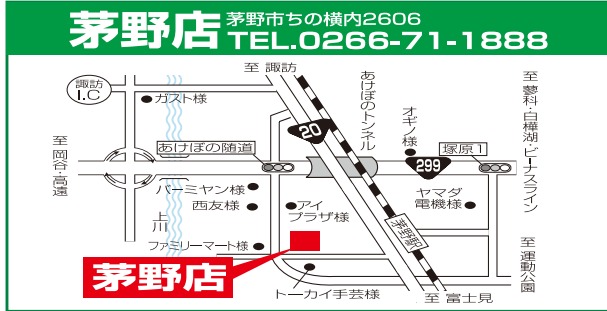 茅野店
茅野市ちの横内2606
TEL.0266-71-1888
至 諏訪
諏訪
I.C
ガスト様
あけぼのトンネル
オギノ様
至 蓼科・白樺湖・ビーナスライン
20
至 岡谷・高遠
あけぼの隧道
299
塚原1
バーミヤン様
西友様
アイ
プラザ様
ヤマダ
電機様
上川
茅野駅
ファミリーマート様
至 運動公園
茅野店
トーカイ手芸様
至 富士見